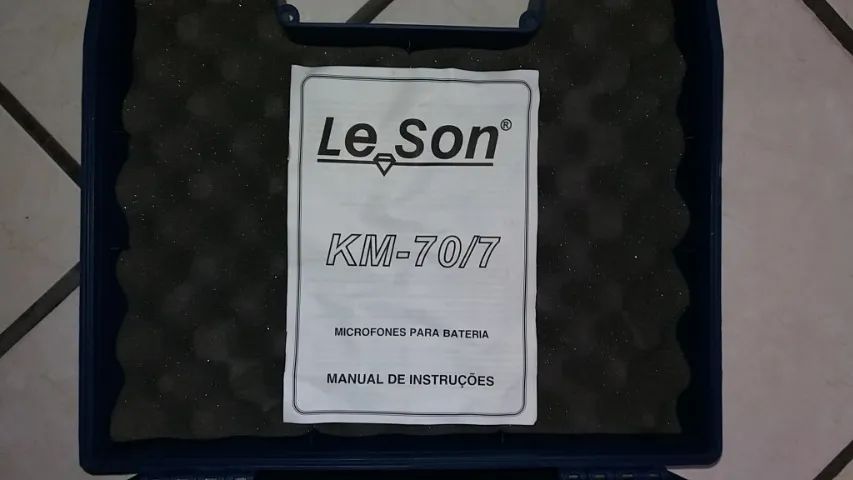 Le Son®
KM-70/7
MICROFONES PARA BATERIA
MANUAL DE INSTRUÇÕES